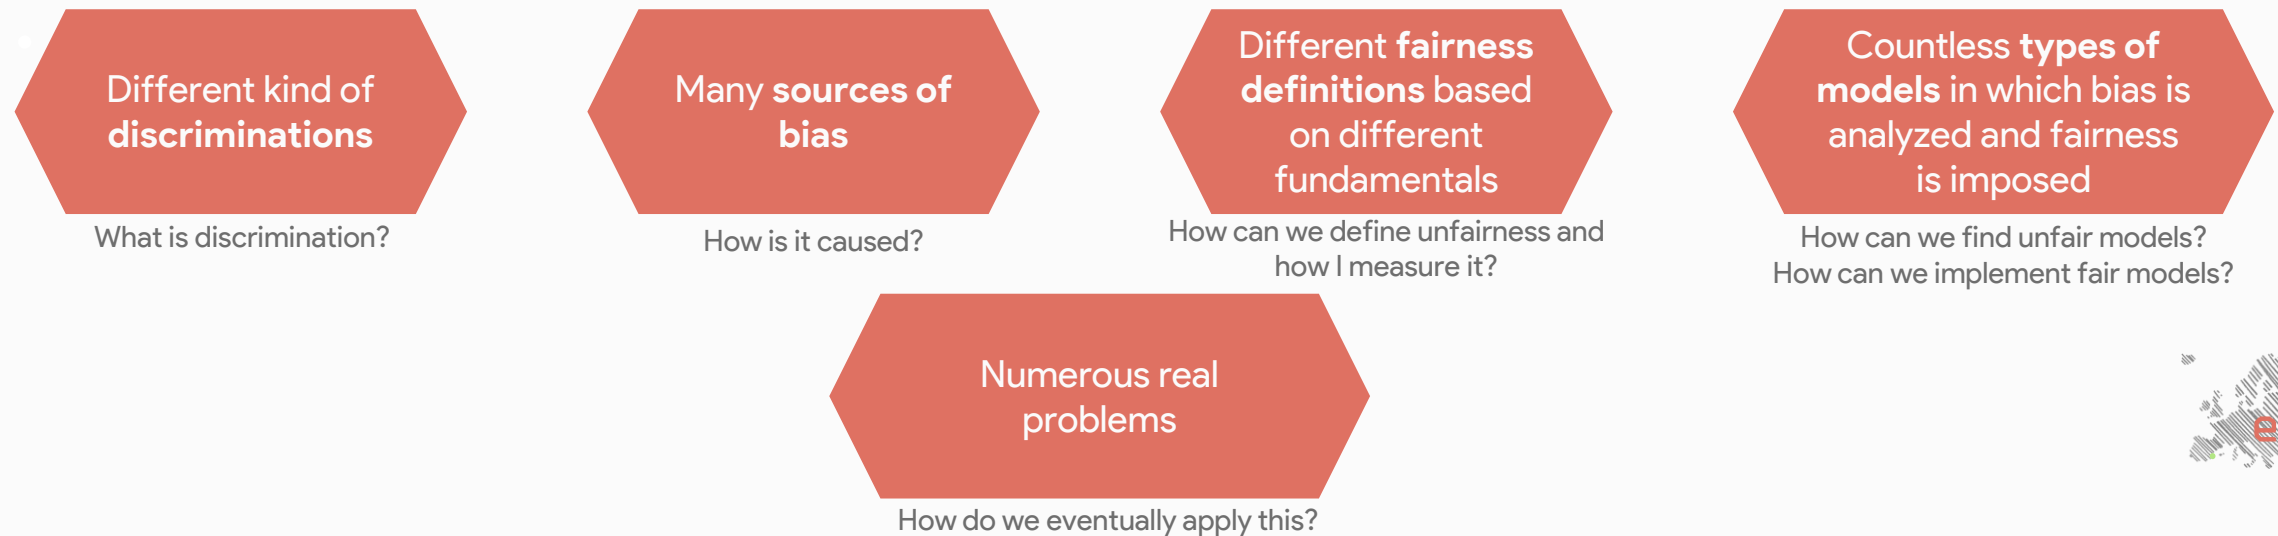 Different kind of
discriminations
What is discrimination?
Many sources of
bias
How is it caused?
Different fairness
definitions based
on different
fundamentals
How can we define unfairness and
how I measure it?
Countless types of
models in which bias is
analyzed and fairness
is imposed
How can we find unfair models?
How can we implement fair models?
Numerous real
problems
How do we eventually apply this?
e